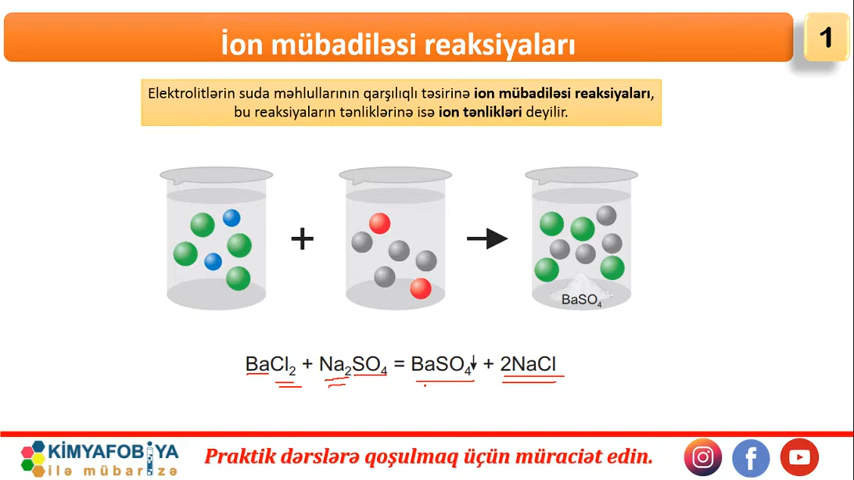 İon mübadiləsi reaksiyaları
1
Elektrolitlərin suda məhlullarının qarşılıqlı təsirinə ion mübadiləsi reaksiyaları,
bu reaksiyaların tənliklərinə isə ion tənlikləri deyilir.
+
BaSO₄
BaCl₂ + Na₂SO₄ = BaSO₄↓ + 2NaCl
KİMYAFOBİYA
ilə mübarizə
Praktik dərslərə qoşulmaq üçün müraciət edin.